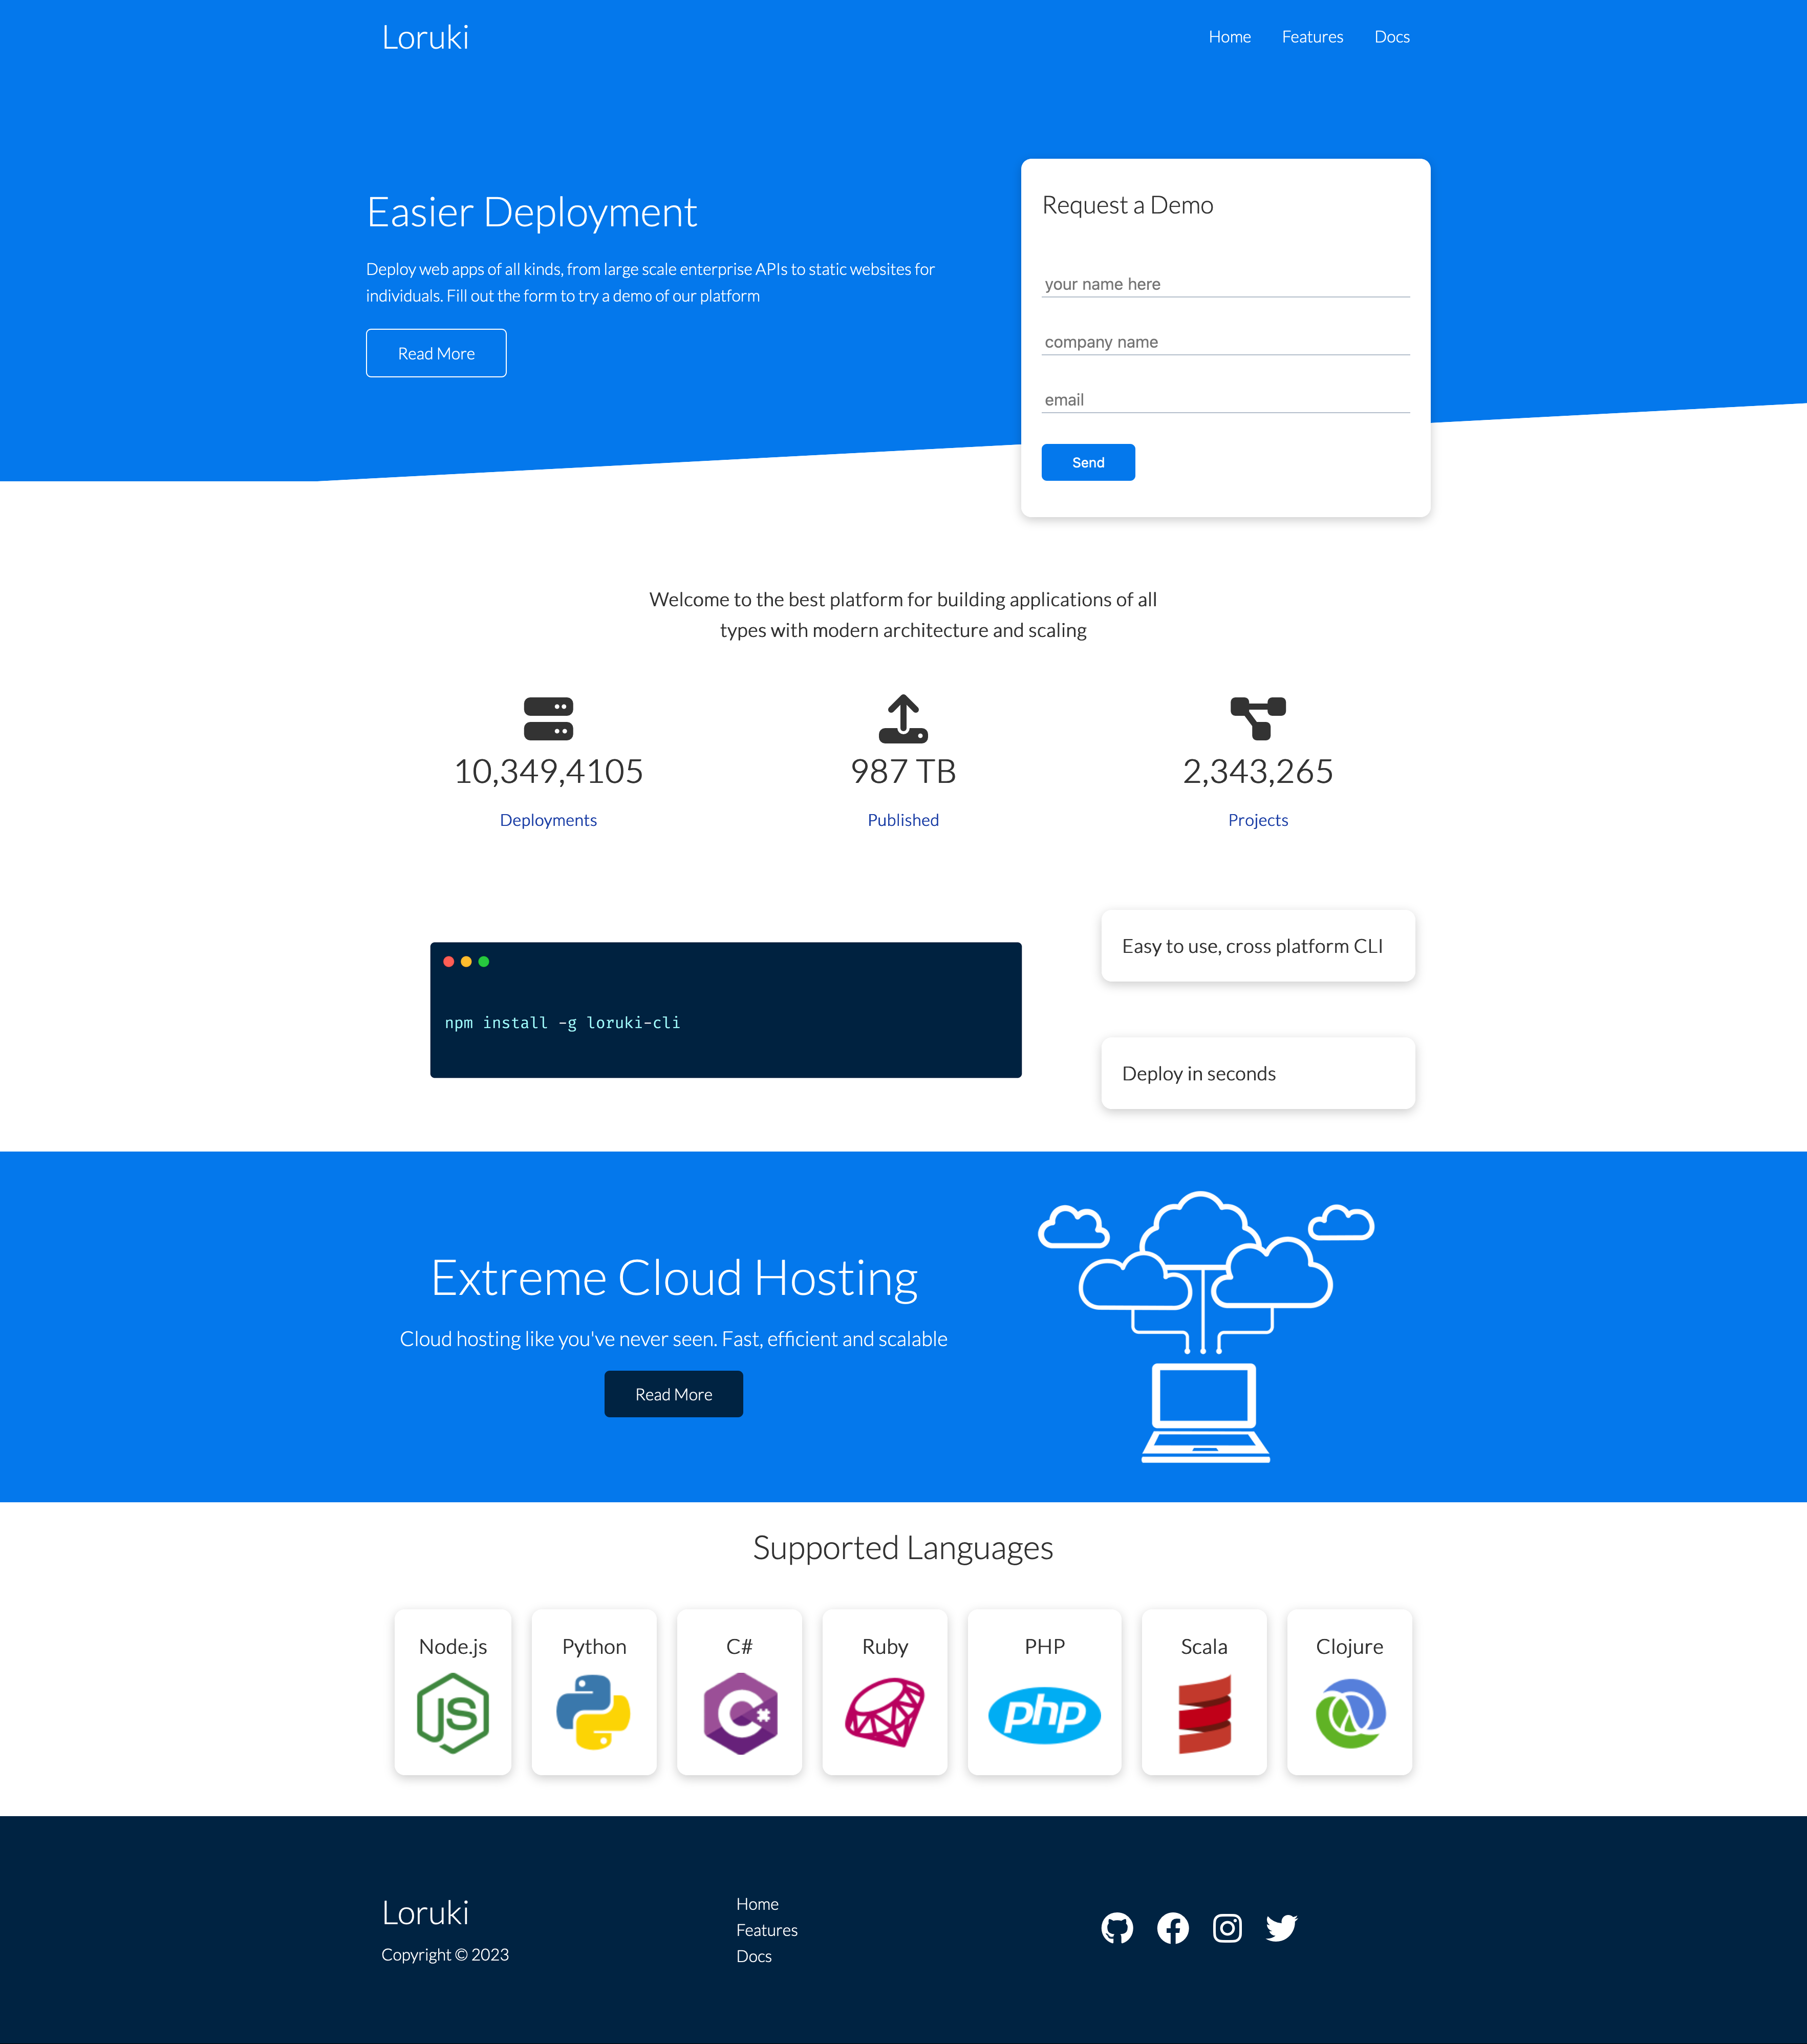 Loruki
Home Features Docs
Easier Deployment
Deploy web apps of all kinds, from large scale enterprise APIs to static websites for
individuals. Fill out the form to try a demo of our platform
Read More
Request a Demo
your name here
company name
email
Send
Welcome to the best platform for building applications of all
types with modern architecture and scaling
10,349,4105
Deployments
987 TB
Published
2,343,265
Projects
npm install -g loruki-cli
Easy to use, cross platform CLI
Deploy in seconds
Extreme Cloud Hosting
Cloud hosting like you've never seen. Fast, efficient and scalable
Read More
Supported Languages
Node.js
JS
Python
C#
C#
Ruby
PHP
php
Scala
Clojure
Loruki
Copyright © 2023
Home
Features
Docs